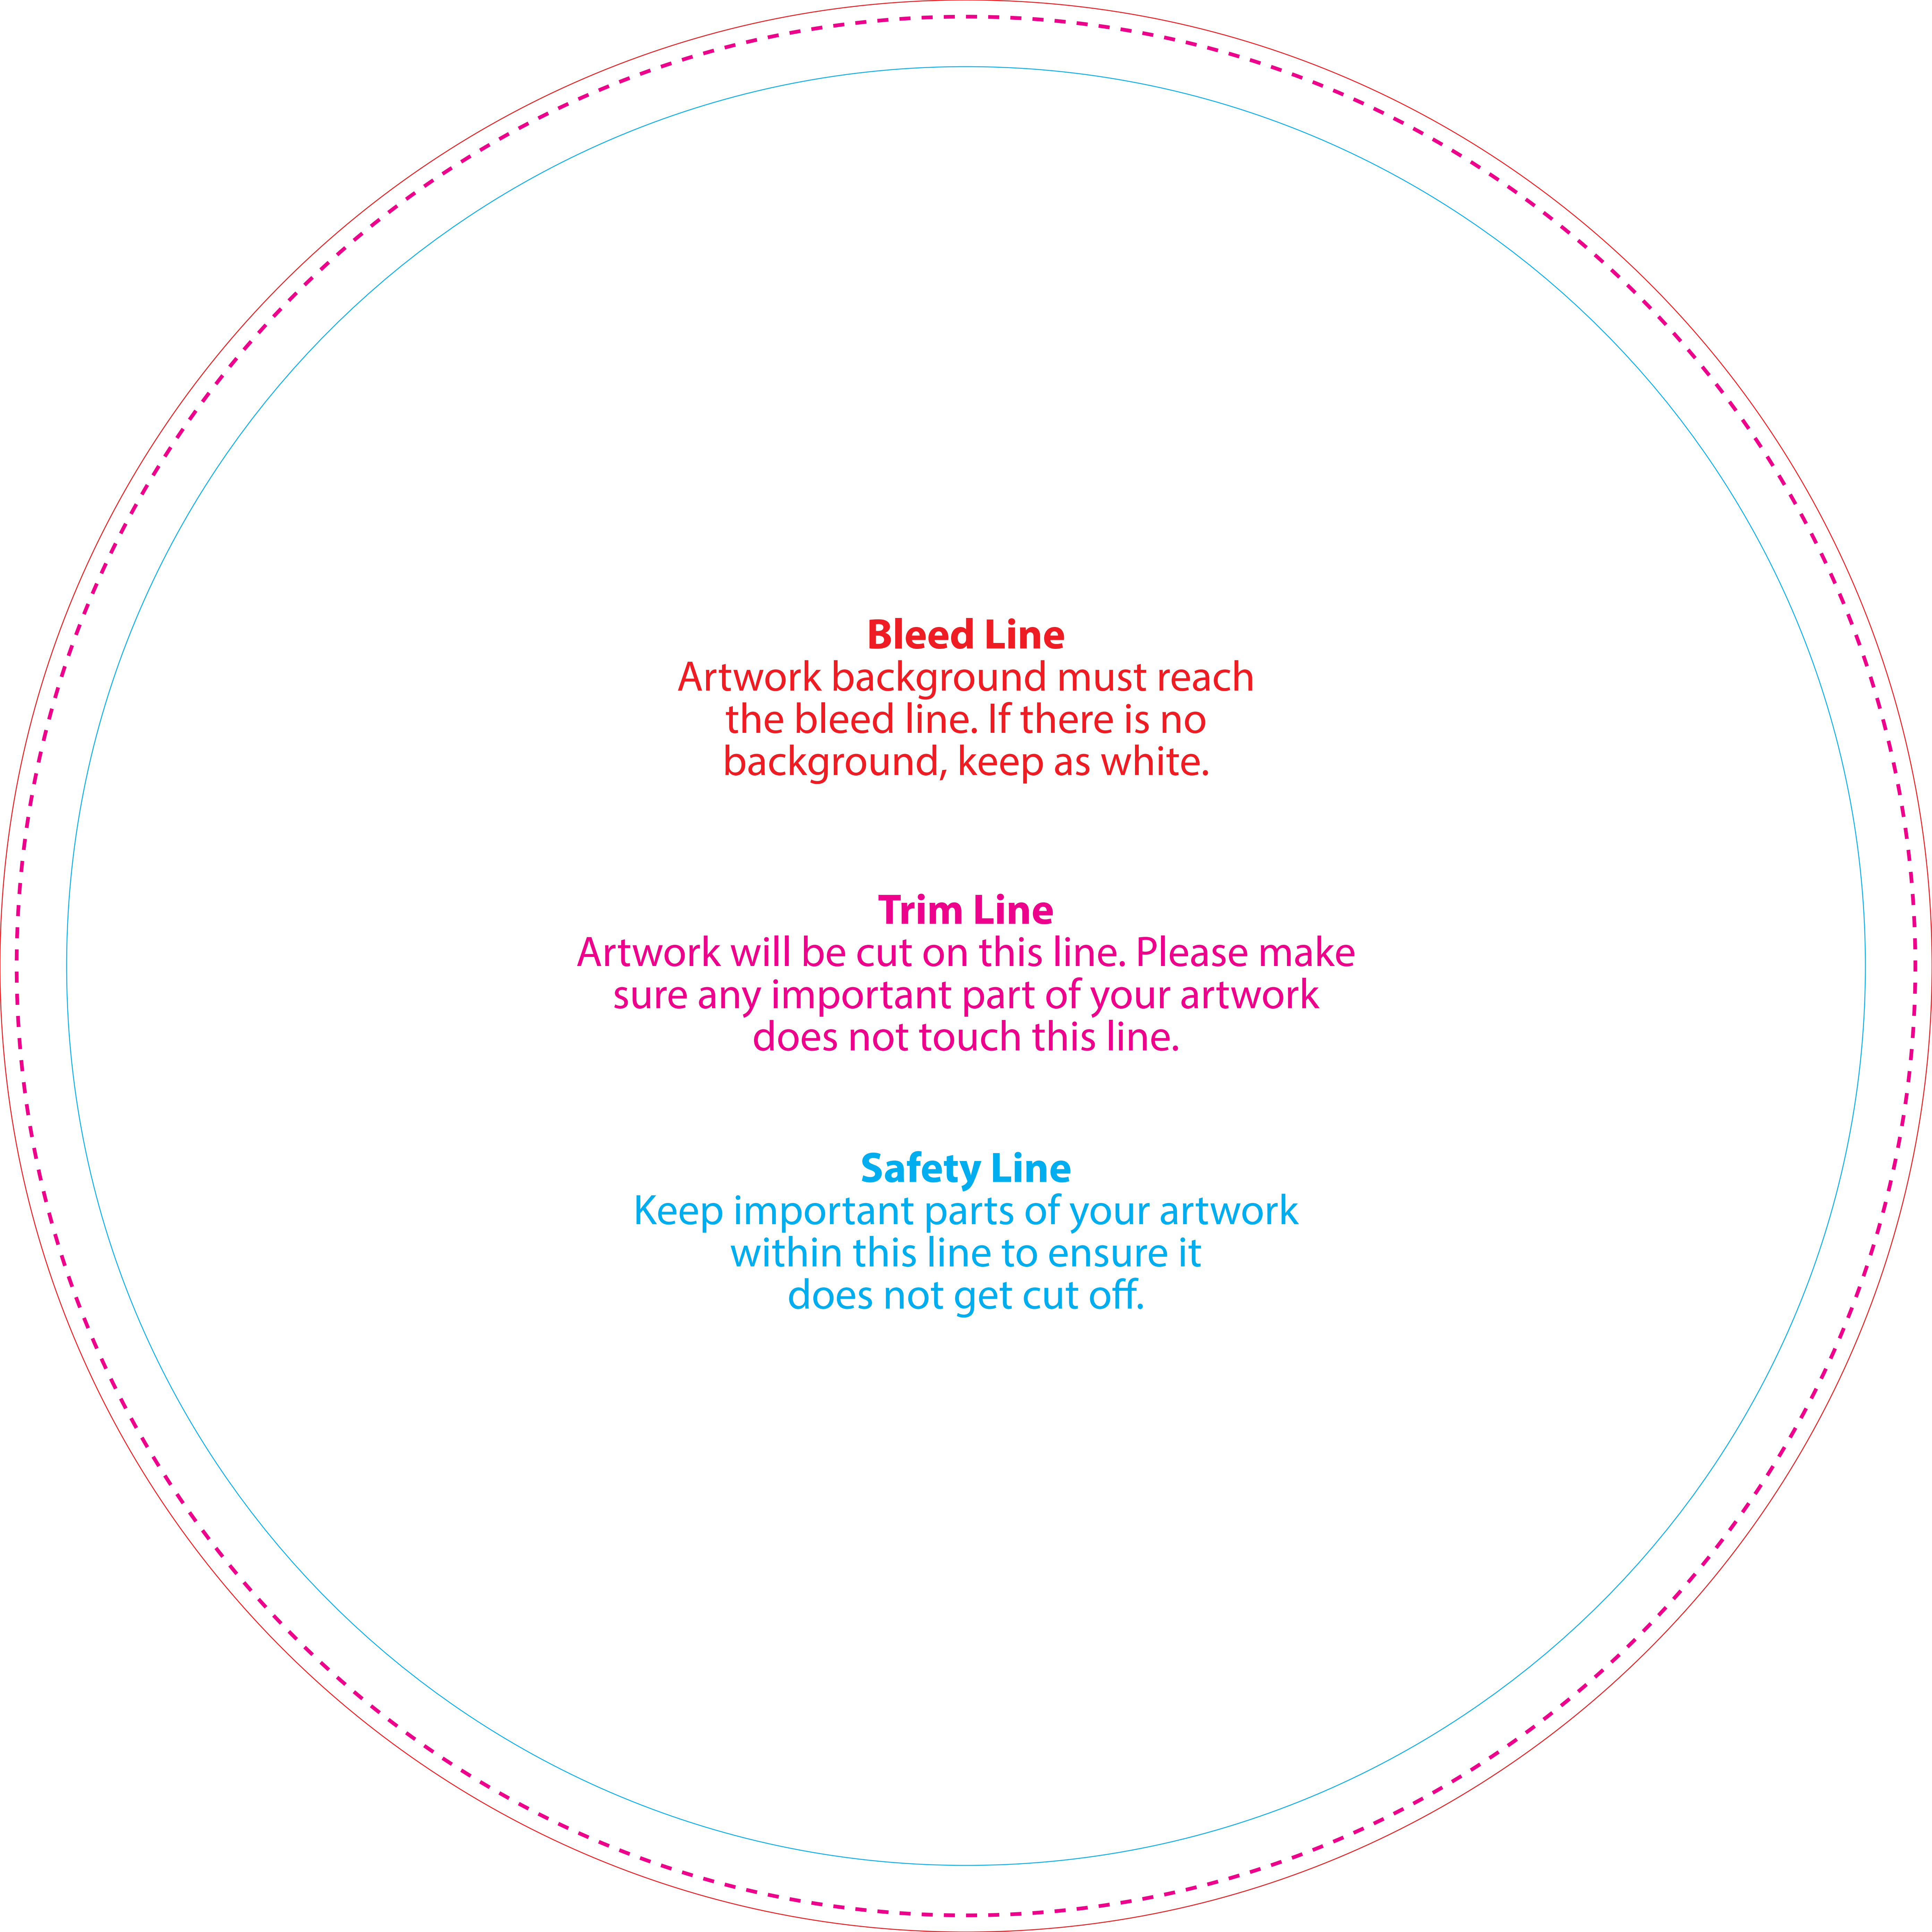 Bleed Line
Artwork background must reach
the bleed line. If there is no
background, keep as white.
Trim Line
Artwork will be cut on this line. Please make
sure any important part of your artwork
does not touch this line.
Safety Line
Keep important parts of your artwork
within this line to ensure it
does not get cut off.